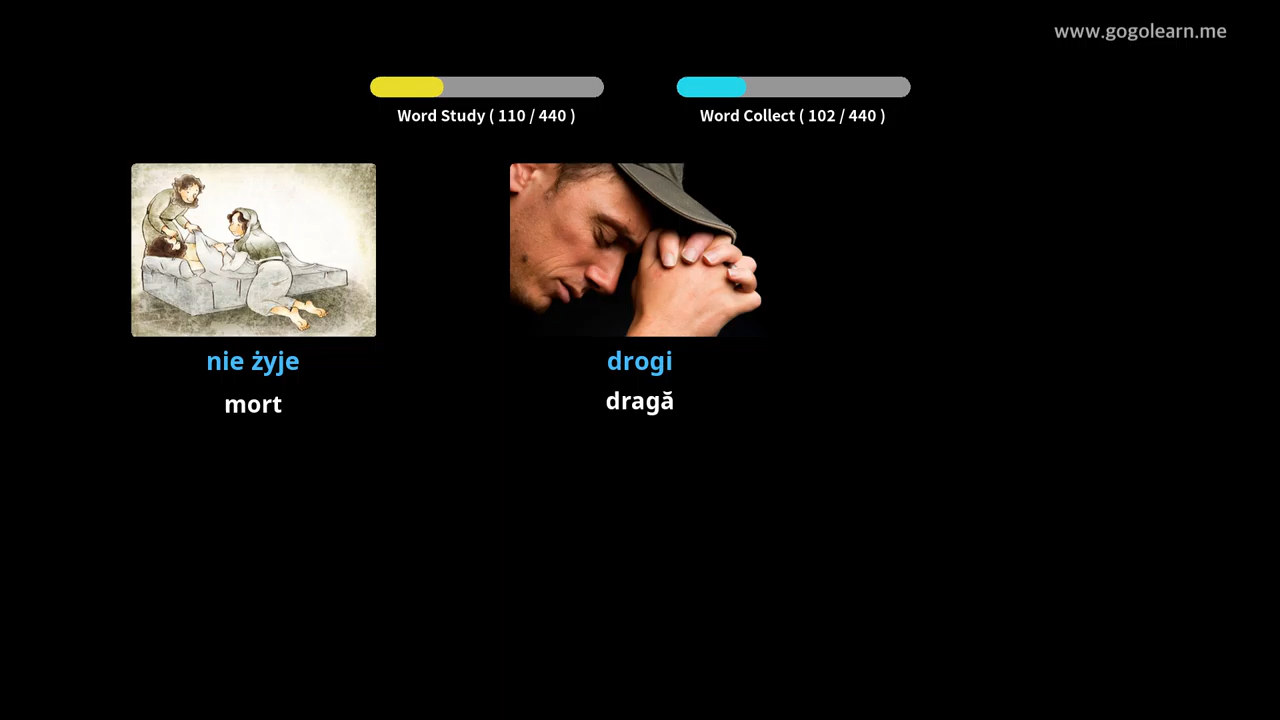 www.gogolearn.me
Word Study ( 110 / 440 )
Word Collect ( 102 / 440 )
nie żyje
drogi
mort
dragă